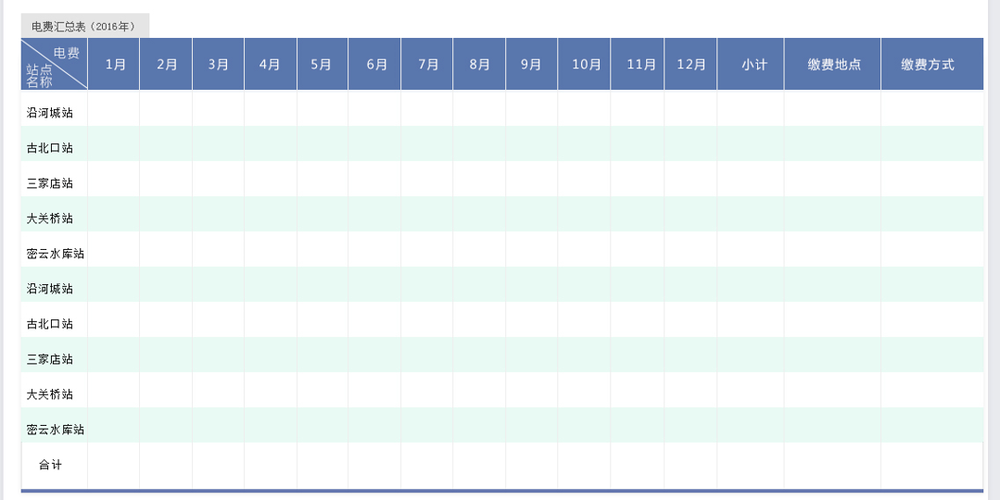 电费汇总表（2016年）
电费
站点
名称
1月 2月 3月 4月 5月 6月 7月 8月 9月 10月 11月 12月 小计 缴费地点 缴费方式
沿河城站
古北口站
三家店站
大关桥站
密云水库站
沿河城站
古北口站
三家店站
大关桥站
密云水库站
合计